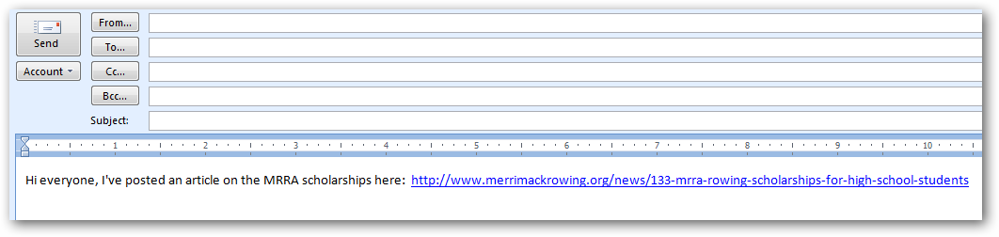 From...
Send
To...
Account
Cc...
Bcc...
Subject:
1 2 3 4 5 6 7 8 9 10
Hi everyone, I've posted an article on the MRRA scholarships here: http://www.merrimackrowing.org/news/133-mrra-rowing-scholarships-for-high-school-students